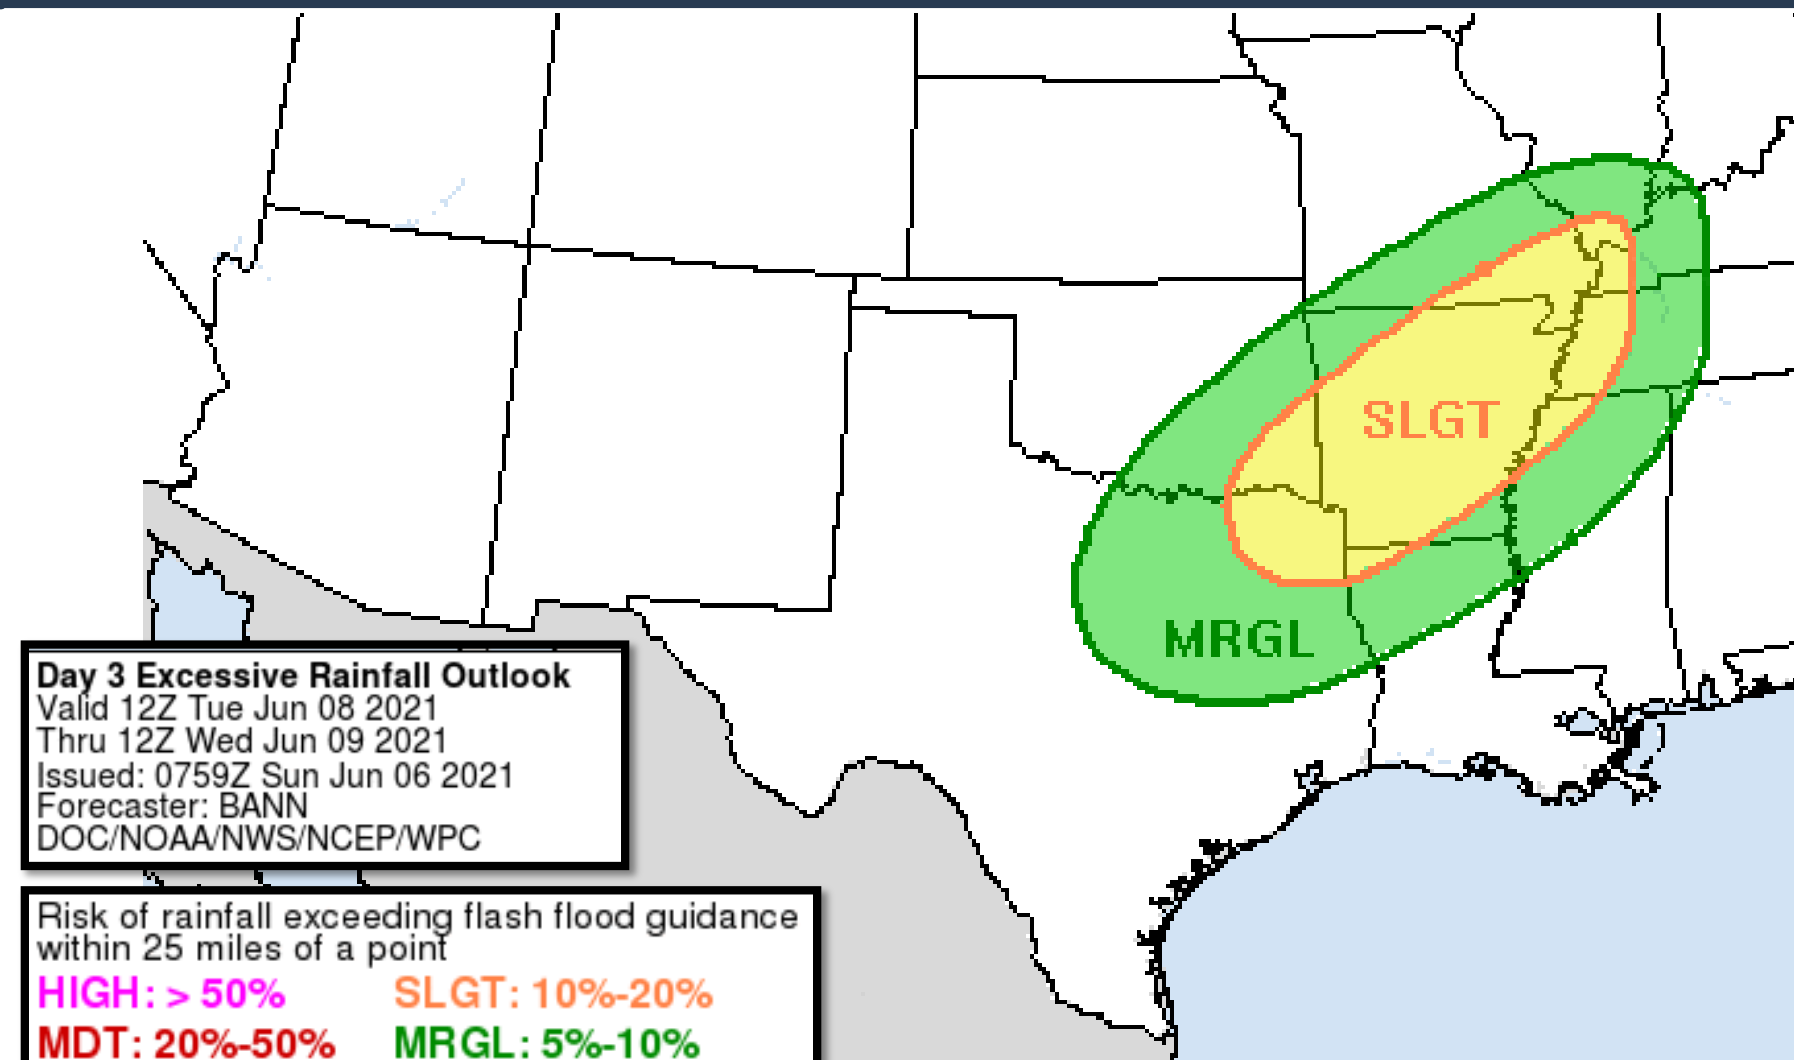 SLGT
MRGL
Day 3 Excessive Rainfall Outlook
Valid 12Z Tue Jun 08 2021
Thru 12Z Wed Jun 09 2021
Issued: 0759Z Sun Jun 06 2021
Forecaster: BANN
DOC/NOAA/NWS/NCEP/WPC
Risk of rainfall exceeding flash flood guidance
within 25 miles of a point
HIGH: > 50% SLGT: 10%-20%
MDT: 20%-50% MRGL: 5%-10%